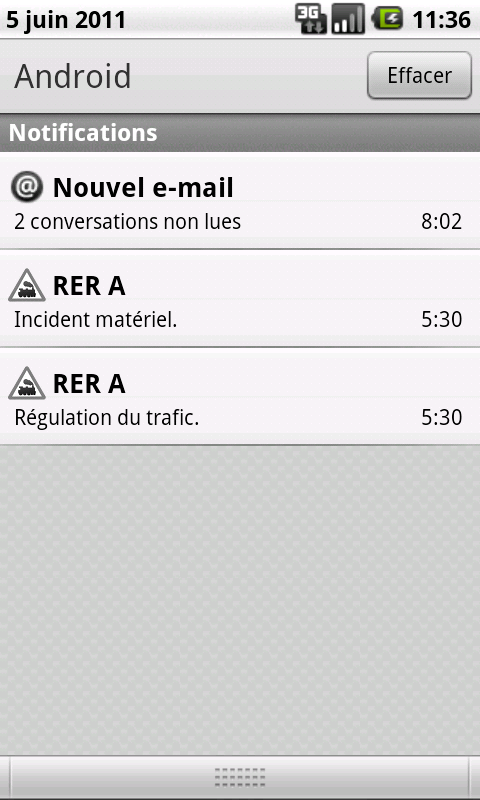 5 juin 2011 3G 11:36
Android Effacer
Notifications
@ Nouvel e-mail
2 conversations non lues 8:02
RER A
Incident matériel. 5:30
RER A
Régulation du trafic. 5:30